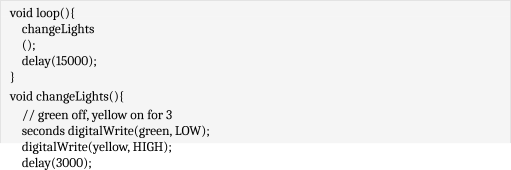 void loop(){
changeLights
();
delay(15000);
}
void changeLights(){
// green off, yellow on for 3
seconds digitalWrite(green, LOW);
digitalWrite(yellow, HIGH);
delay(3000);